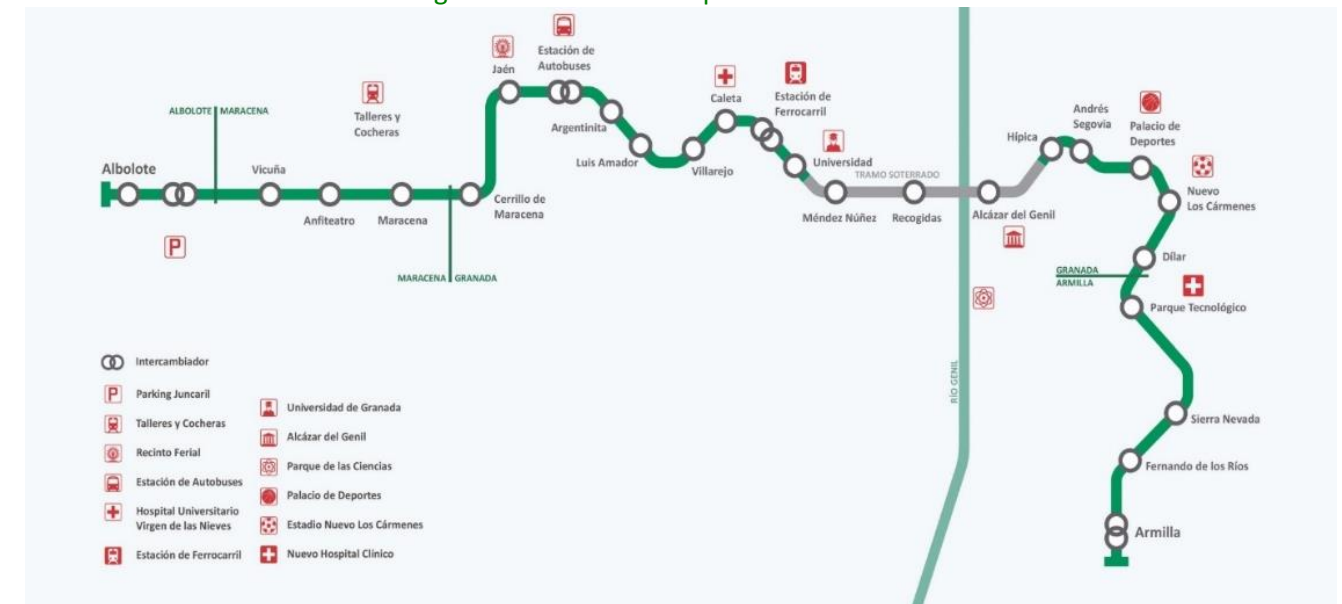 Estación de
Autobuses
Jaén
Caleta
Estación de
Ferrocarril
Andrés
Segovia
Palacio de
Deportes
ALBOLOTE MARACENA
Talleres y
Cocheras
Argentinita
Hípica
Albolote
Vicuña
Luis Amador
Villarejo
Universidad
TRAMO SOTERRADO
Nuevo
Los Cármenes
Anfiteatro
Maracena
Cerrillo de
Maracena
Méndez Núñez
Recogidas
Alcázar del Genil
P
Dílar
MARACENA GRANADA
GRANADA
ARMILLA
Parque Tecnológico
RÍO GENIL
Sierra Nevada
Fernando de los Ríos
Armilla
Intercambiador
P Parking Juncaril
Talleres y Cocheras
Recinto Ferial
Estación de Autobuses
Hospital Universitario
Virgen de las Nieves
Estación de Ferrocarril
Universidad de Granada
Alcázar del Genil
Parque de las Ciencias
Palacio de Deportes
Estadio Nuevo Los Cármenes
Nuevo Hospital Clínico